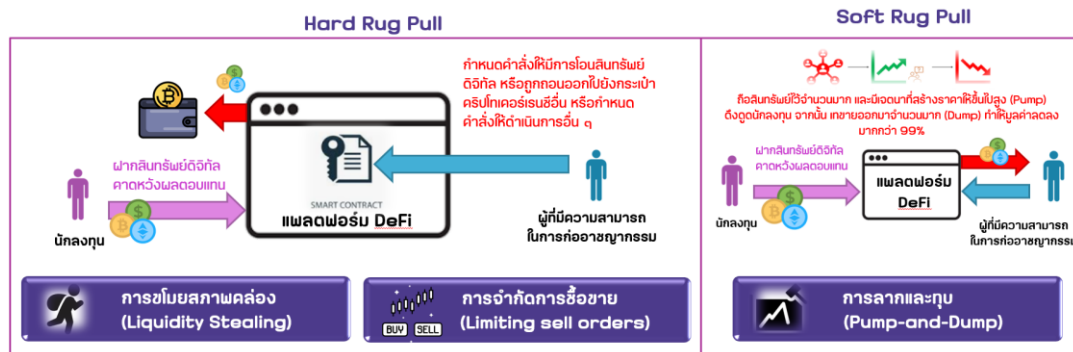 Hard Rug Pull
กำหนดคำสั่งให้มีการโอนสินทรัพย์
ดิจิทัล หรือถูกถอนออกไปยังกระเป๋า
คริปโทเคอร์เรนซีอื่น หรือกำหนด
คำสั่งให้ดำเนินการอื่น ๆ
ฝากสินทรัพย์ดิจิทัล
คาดหวังผลตอบแทน
นักลงทุน
SMART CONTRACT
แพลตฟอร์ม DeFi
ผู้ที่มีความสามารถ
ในการก่ออาชญากรรม
การขโมยสภาพคล่อง
(Liquidity Stealing)
BUY SELL
การจำกัดการซื้อขาย
(Limiting sell orders)
Soft Rug Pull
ถือสินทรัพย์ไว้จำนวนมาก และมีเจตนาที่สร้างราคาให้ขึ้นไปสูง (Pump)
ดึงดูดนักลงทุน จากนั้น เทขายออกมาจำนวนมาก (Dump) ทำให้มูลค่าลดลง
มากกว่า 99%
ฝากสินทรัพย์ดิจิทัล
คาดหวังผลตอบแทน
นักลงทุน
แพลตฟอร์ม
DeFi
ผู้ที่มีความสามารถ
ในการก่ออาชญากรรม
การลากและทุบ
(Pump-and-Dump)